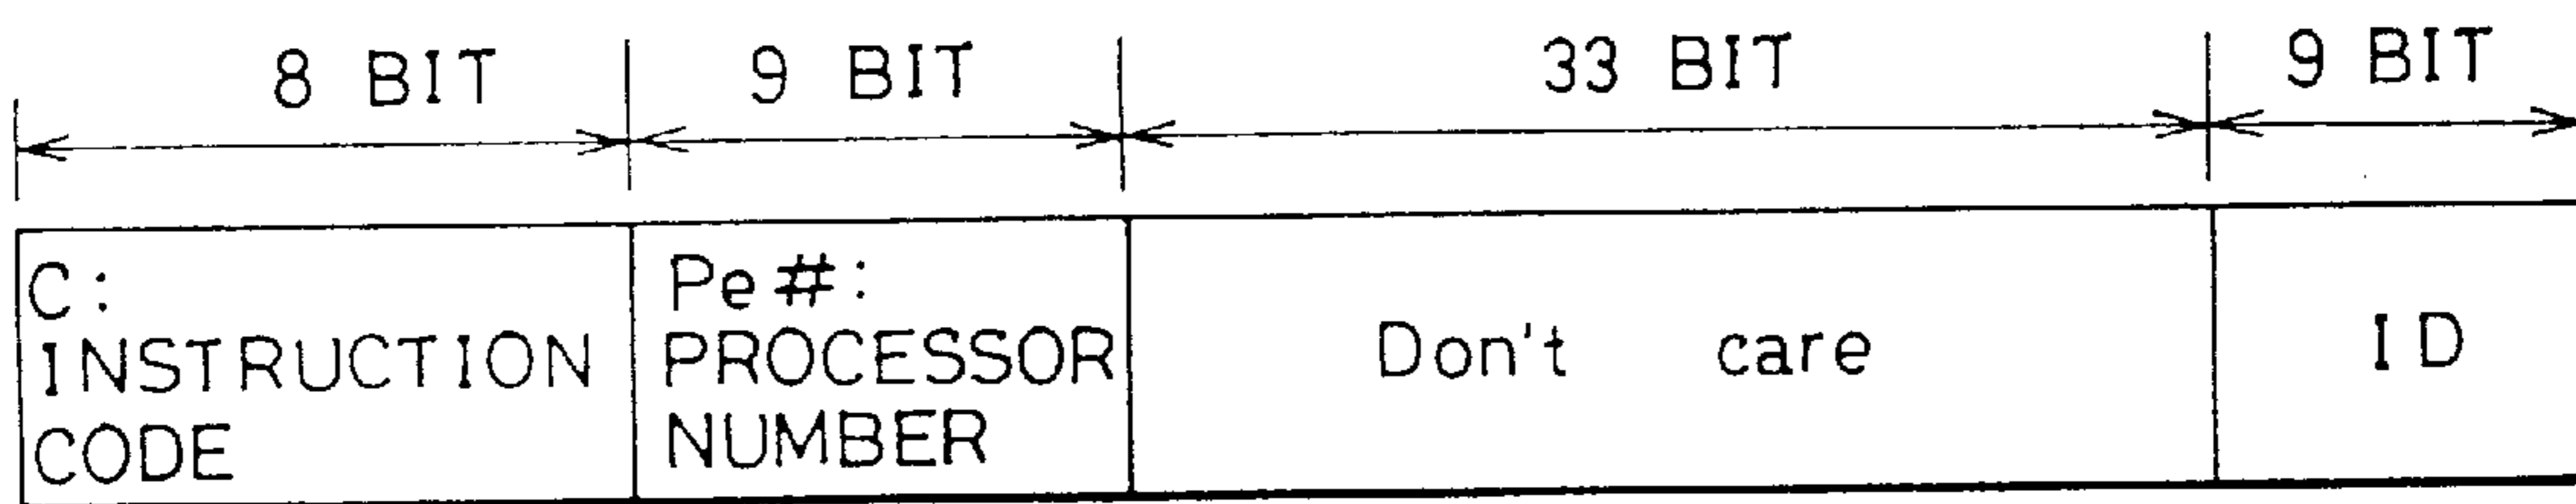 8 BIT
9 BIT
33 BIT
9 BIT
C:
INSTRUCTION
CODE
Pe#:
PROCESSOR
NUMBER
Don't care
ID